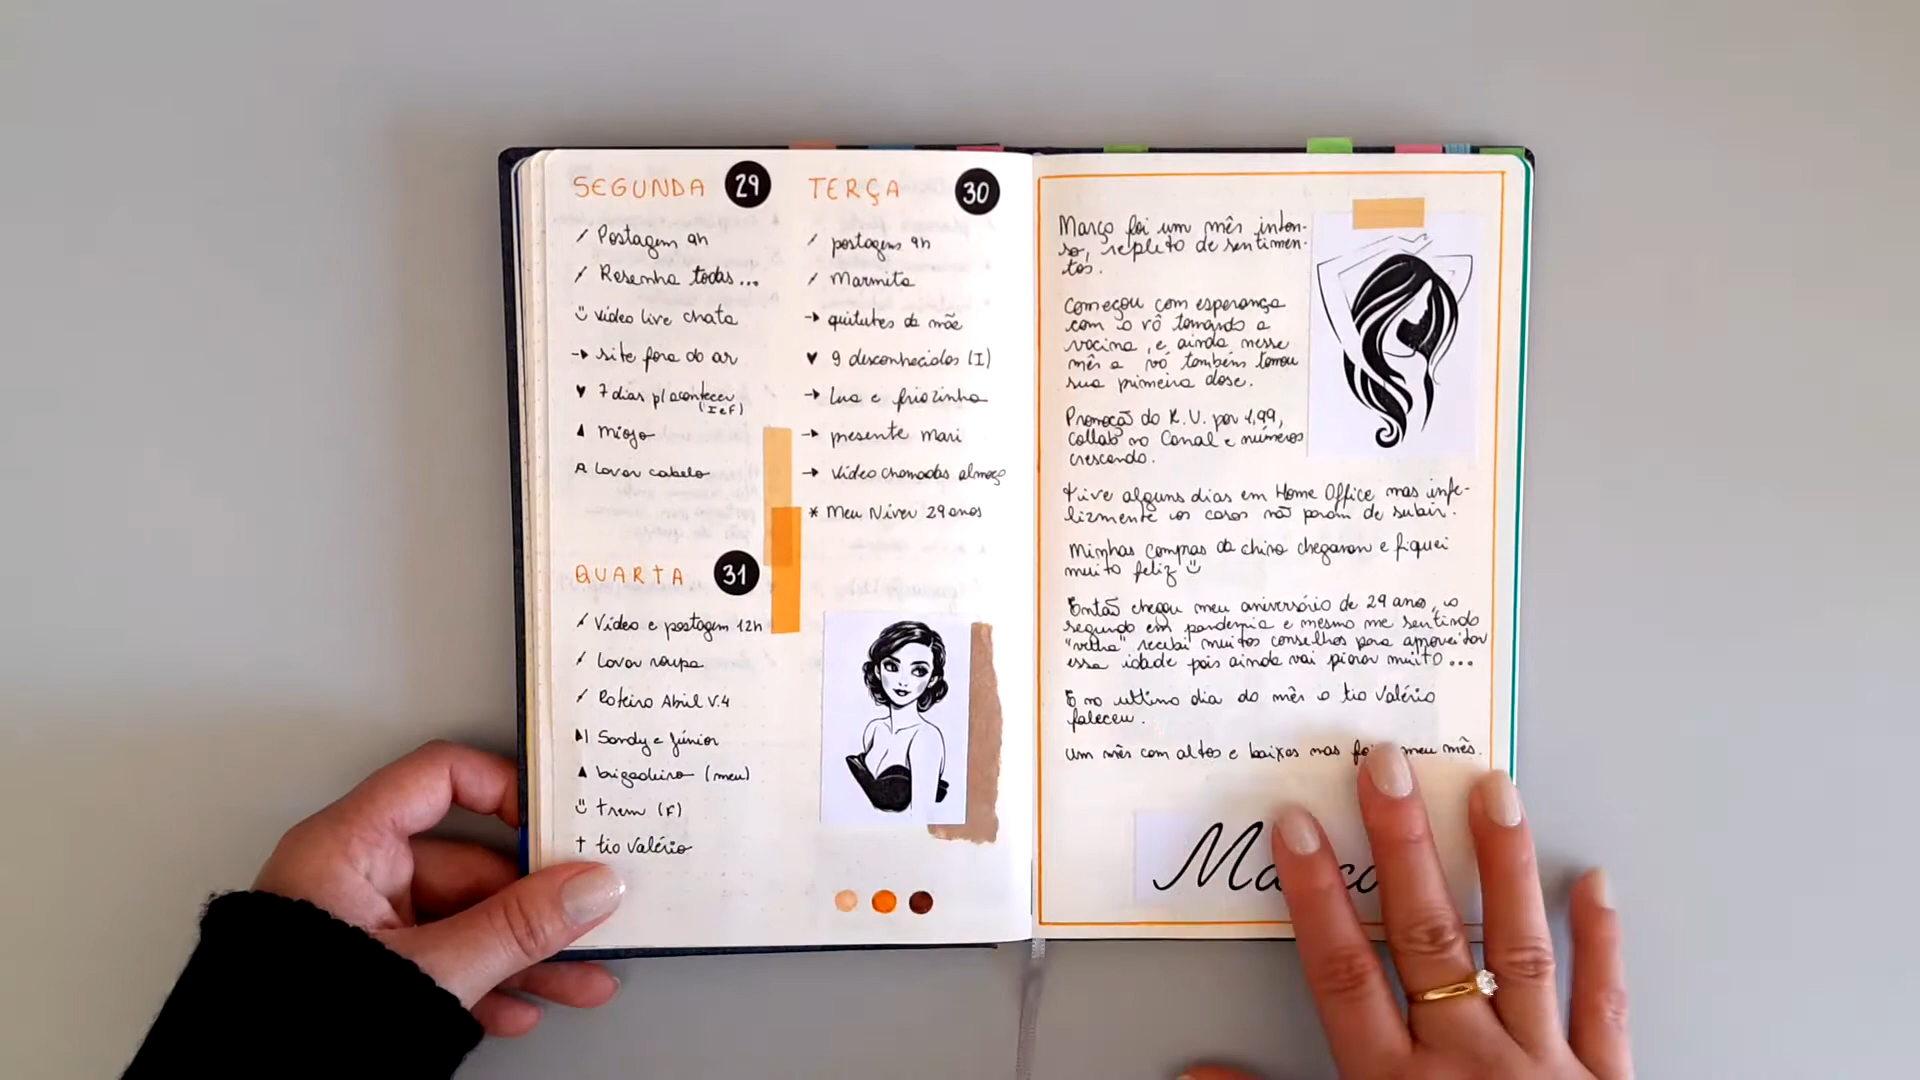 SEGUNDA 29
/ Postagem 9h
/ Resenha todas...
Vídeo live chata
→ site fora do ar
♥ 7 dias p/ acontecer
(I e F)
▲ miojo
lavar cabelo
TERÇA 30
/ postagem 9h
/ Marmita
→ quitutes da mãe
♥ 9 desconhecidos (I)
→ Lua e friozinho
→ presente Mari
→ Vídeo chamadas almoço
* Meu Niver 29 anos
QUARTA 31
/ Vídeo e postagem 12h
/ Lavar roupa
/ Roteiro Abril V.4
Sandy e Júnior
▲ brigadeiro (meu)
trem (F)
† tio Valério
Março foi um mês inten-
so, repleto de sentimen-
tos.
Começou com esperança
com o vô tomando a
vacina, e ainda nesse
mês a vó também tomou
sua primeira dose.
Promoção do K.U. por 1,99,
collab no Canal e números
crescendo.
tive alguns dias em Home Office mas infe-
lizmente os casos não param de subir.
Minhas compras da china chegaram e fiquei
muito feliz
Então chegou meu aniversário de 29 anos, o
segundo em pandemia e mesmo me sentindo
"velha" recebi muitos conselhos para aproveitar
essa idade pois ainda vai piorar muito...
E no ultimo dia do mês o tio Valério
faleceu.
um mês com altos e baixos mas foi meu mês.